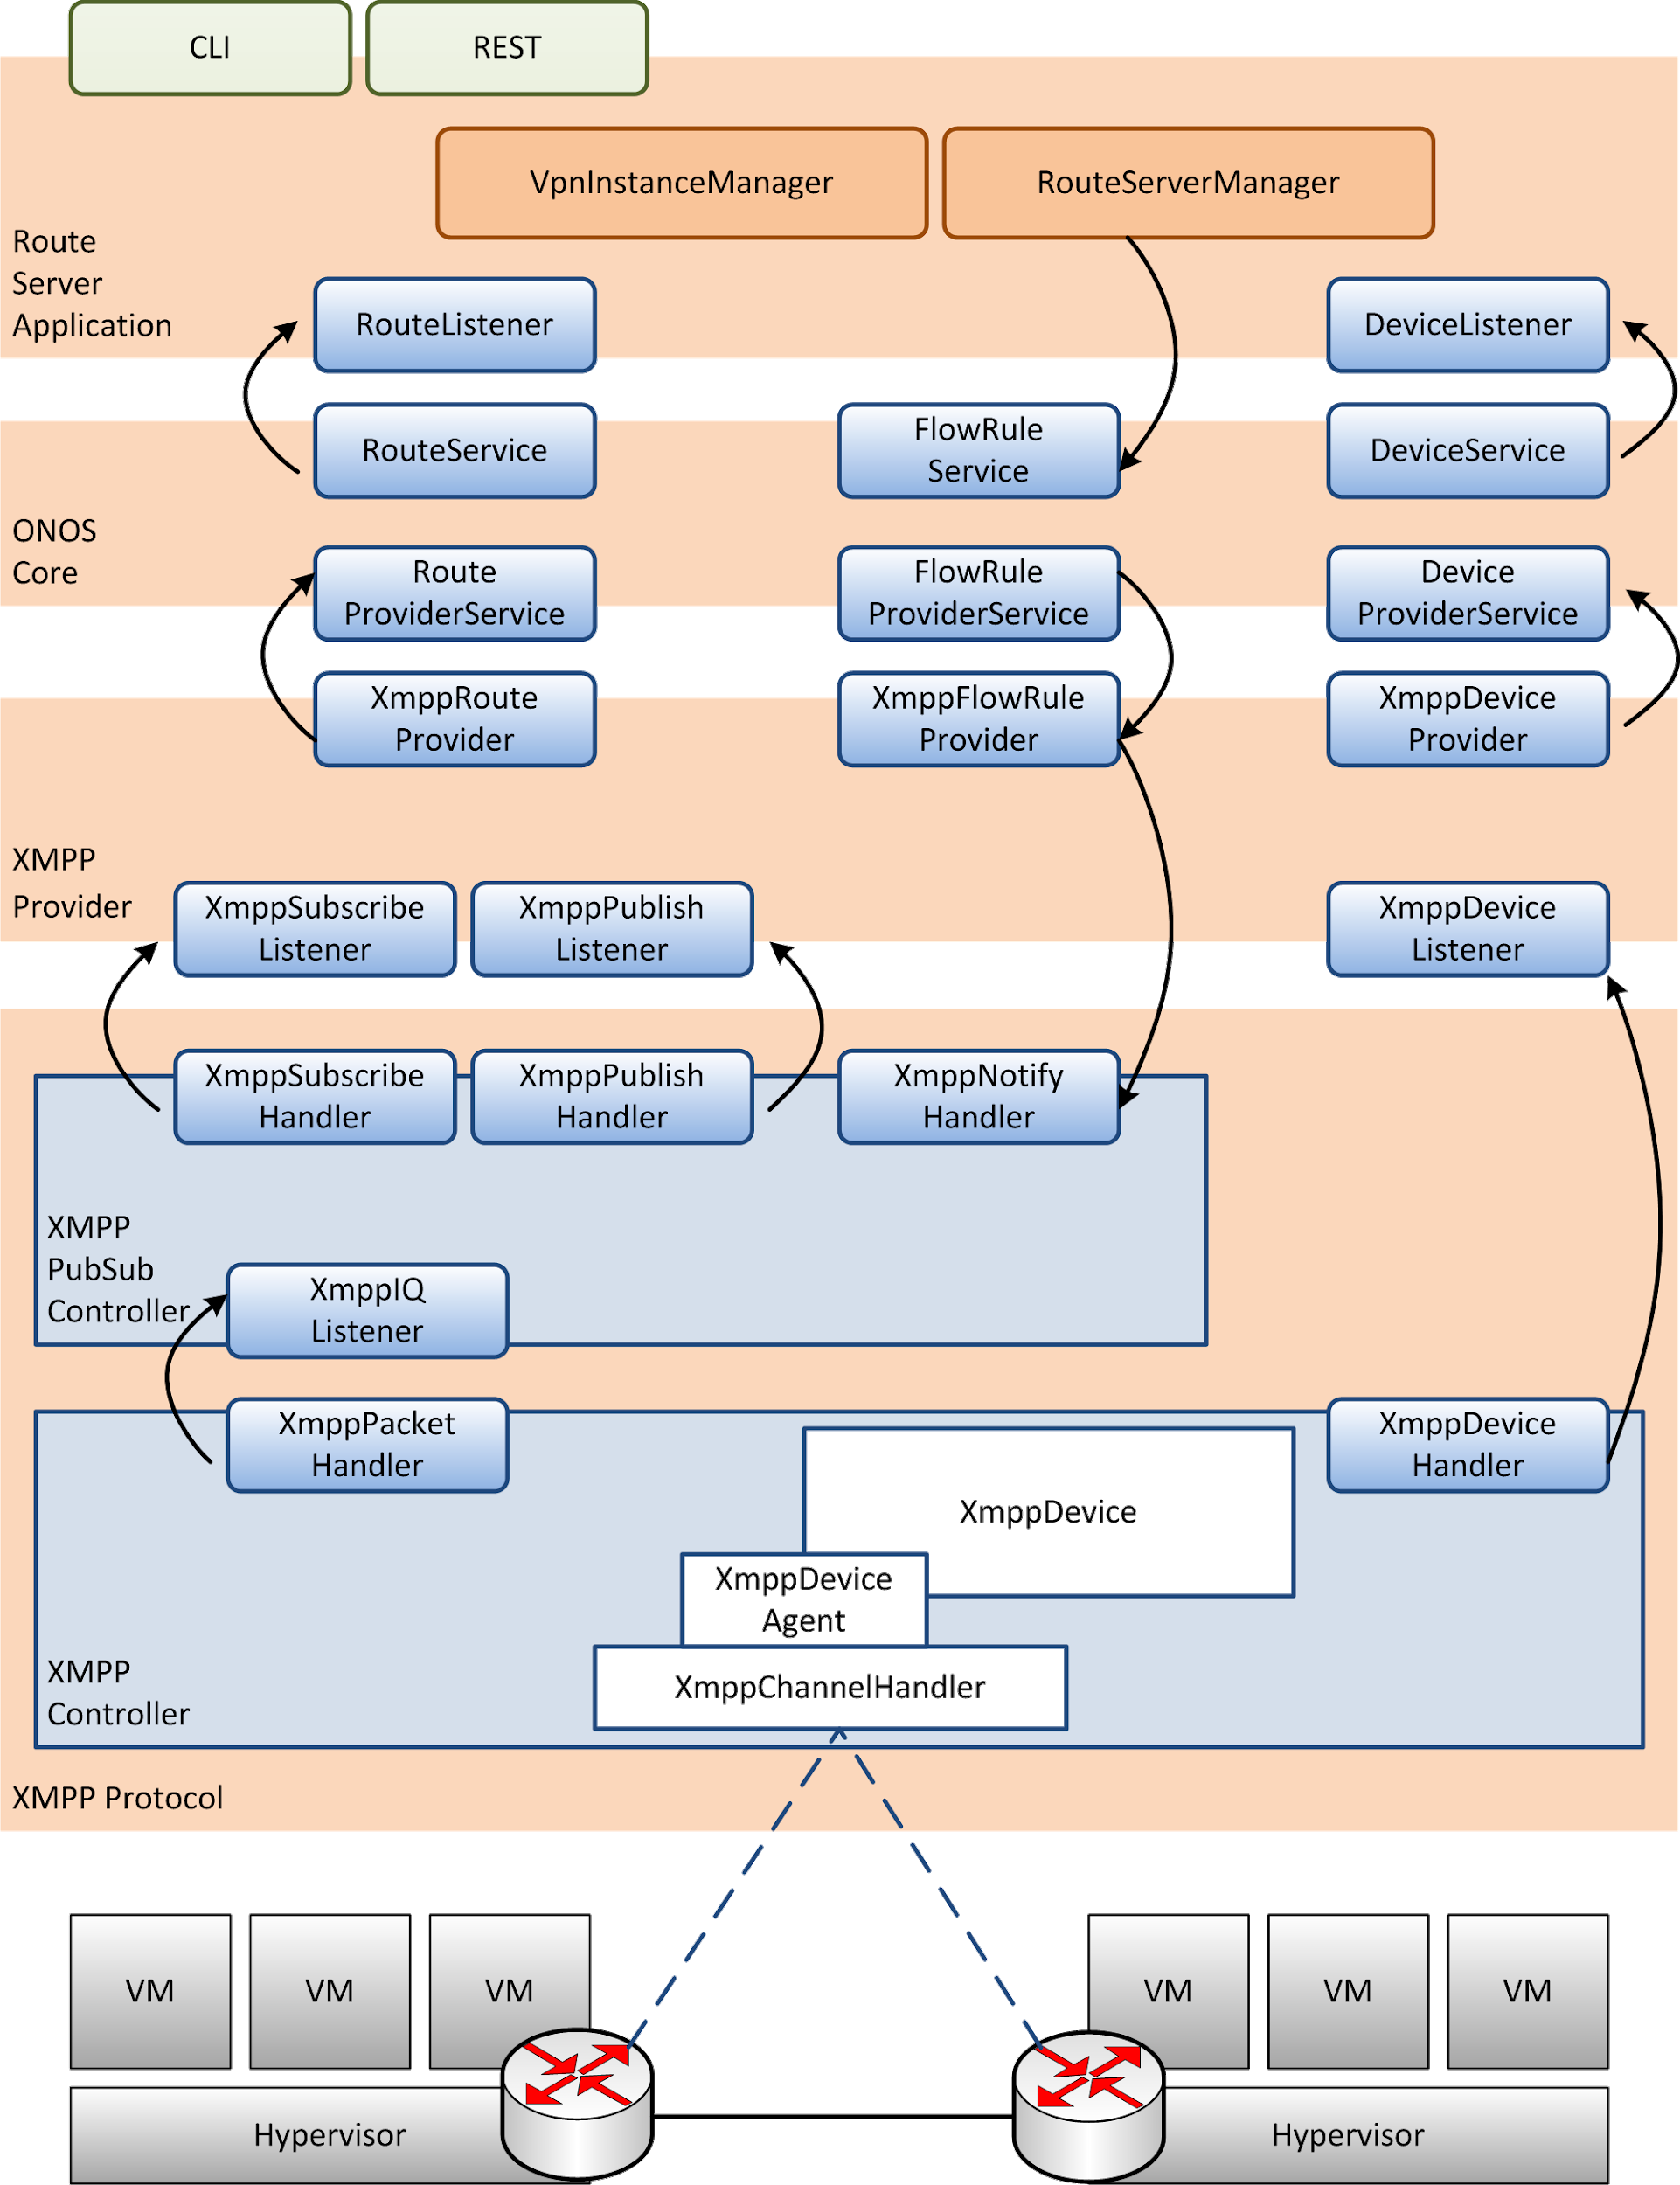 CLI
REST
VpnInstanceManager
RouteServerManager
Route
Server
Application
RouteListener
DeviceListener
RouteService
FlowRule
Service
DeviceService
ONOS
Core
Route
ProviderService
FlowRule
ProviderService
Device
ProviderService
XmppRoute
Provider
XmppFlowRule
Provider
XmppDevice
Provider
XMPP
Provider
XmppSubscribe
Listener
XmppPublish
Listener
XmppDevice
Listener
XmppSubscribe
Handler
XmppPublish
Handler
XmppNotify
Handler
XMPP
PubSub
Controller
XmppIQ
Listener
XmppPacket
Handler
XmppDevice
Handler
XmppDevice
XmppDevice
Agent
XmppChannelHandler
XMPP
Controller
XMPP Protocol
VM
VM
VM
VM
VM
VM
Hypervisor
Hypervisor